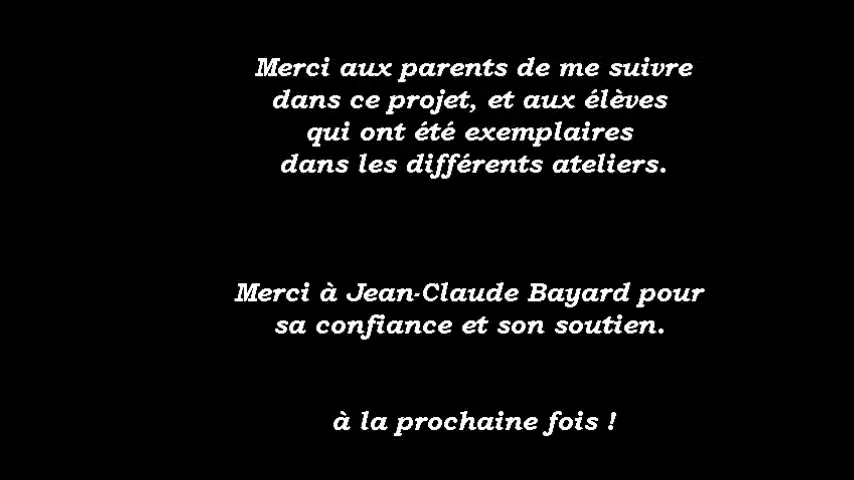 Merci aux parents de me suivre
dans ce projet, et aux élèves
qui ont été exemplaires
dans les différents ateliers.
Merci à Jean-Claude Bayard pour
sa confiance et son soutien.
à la prochaine fois !